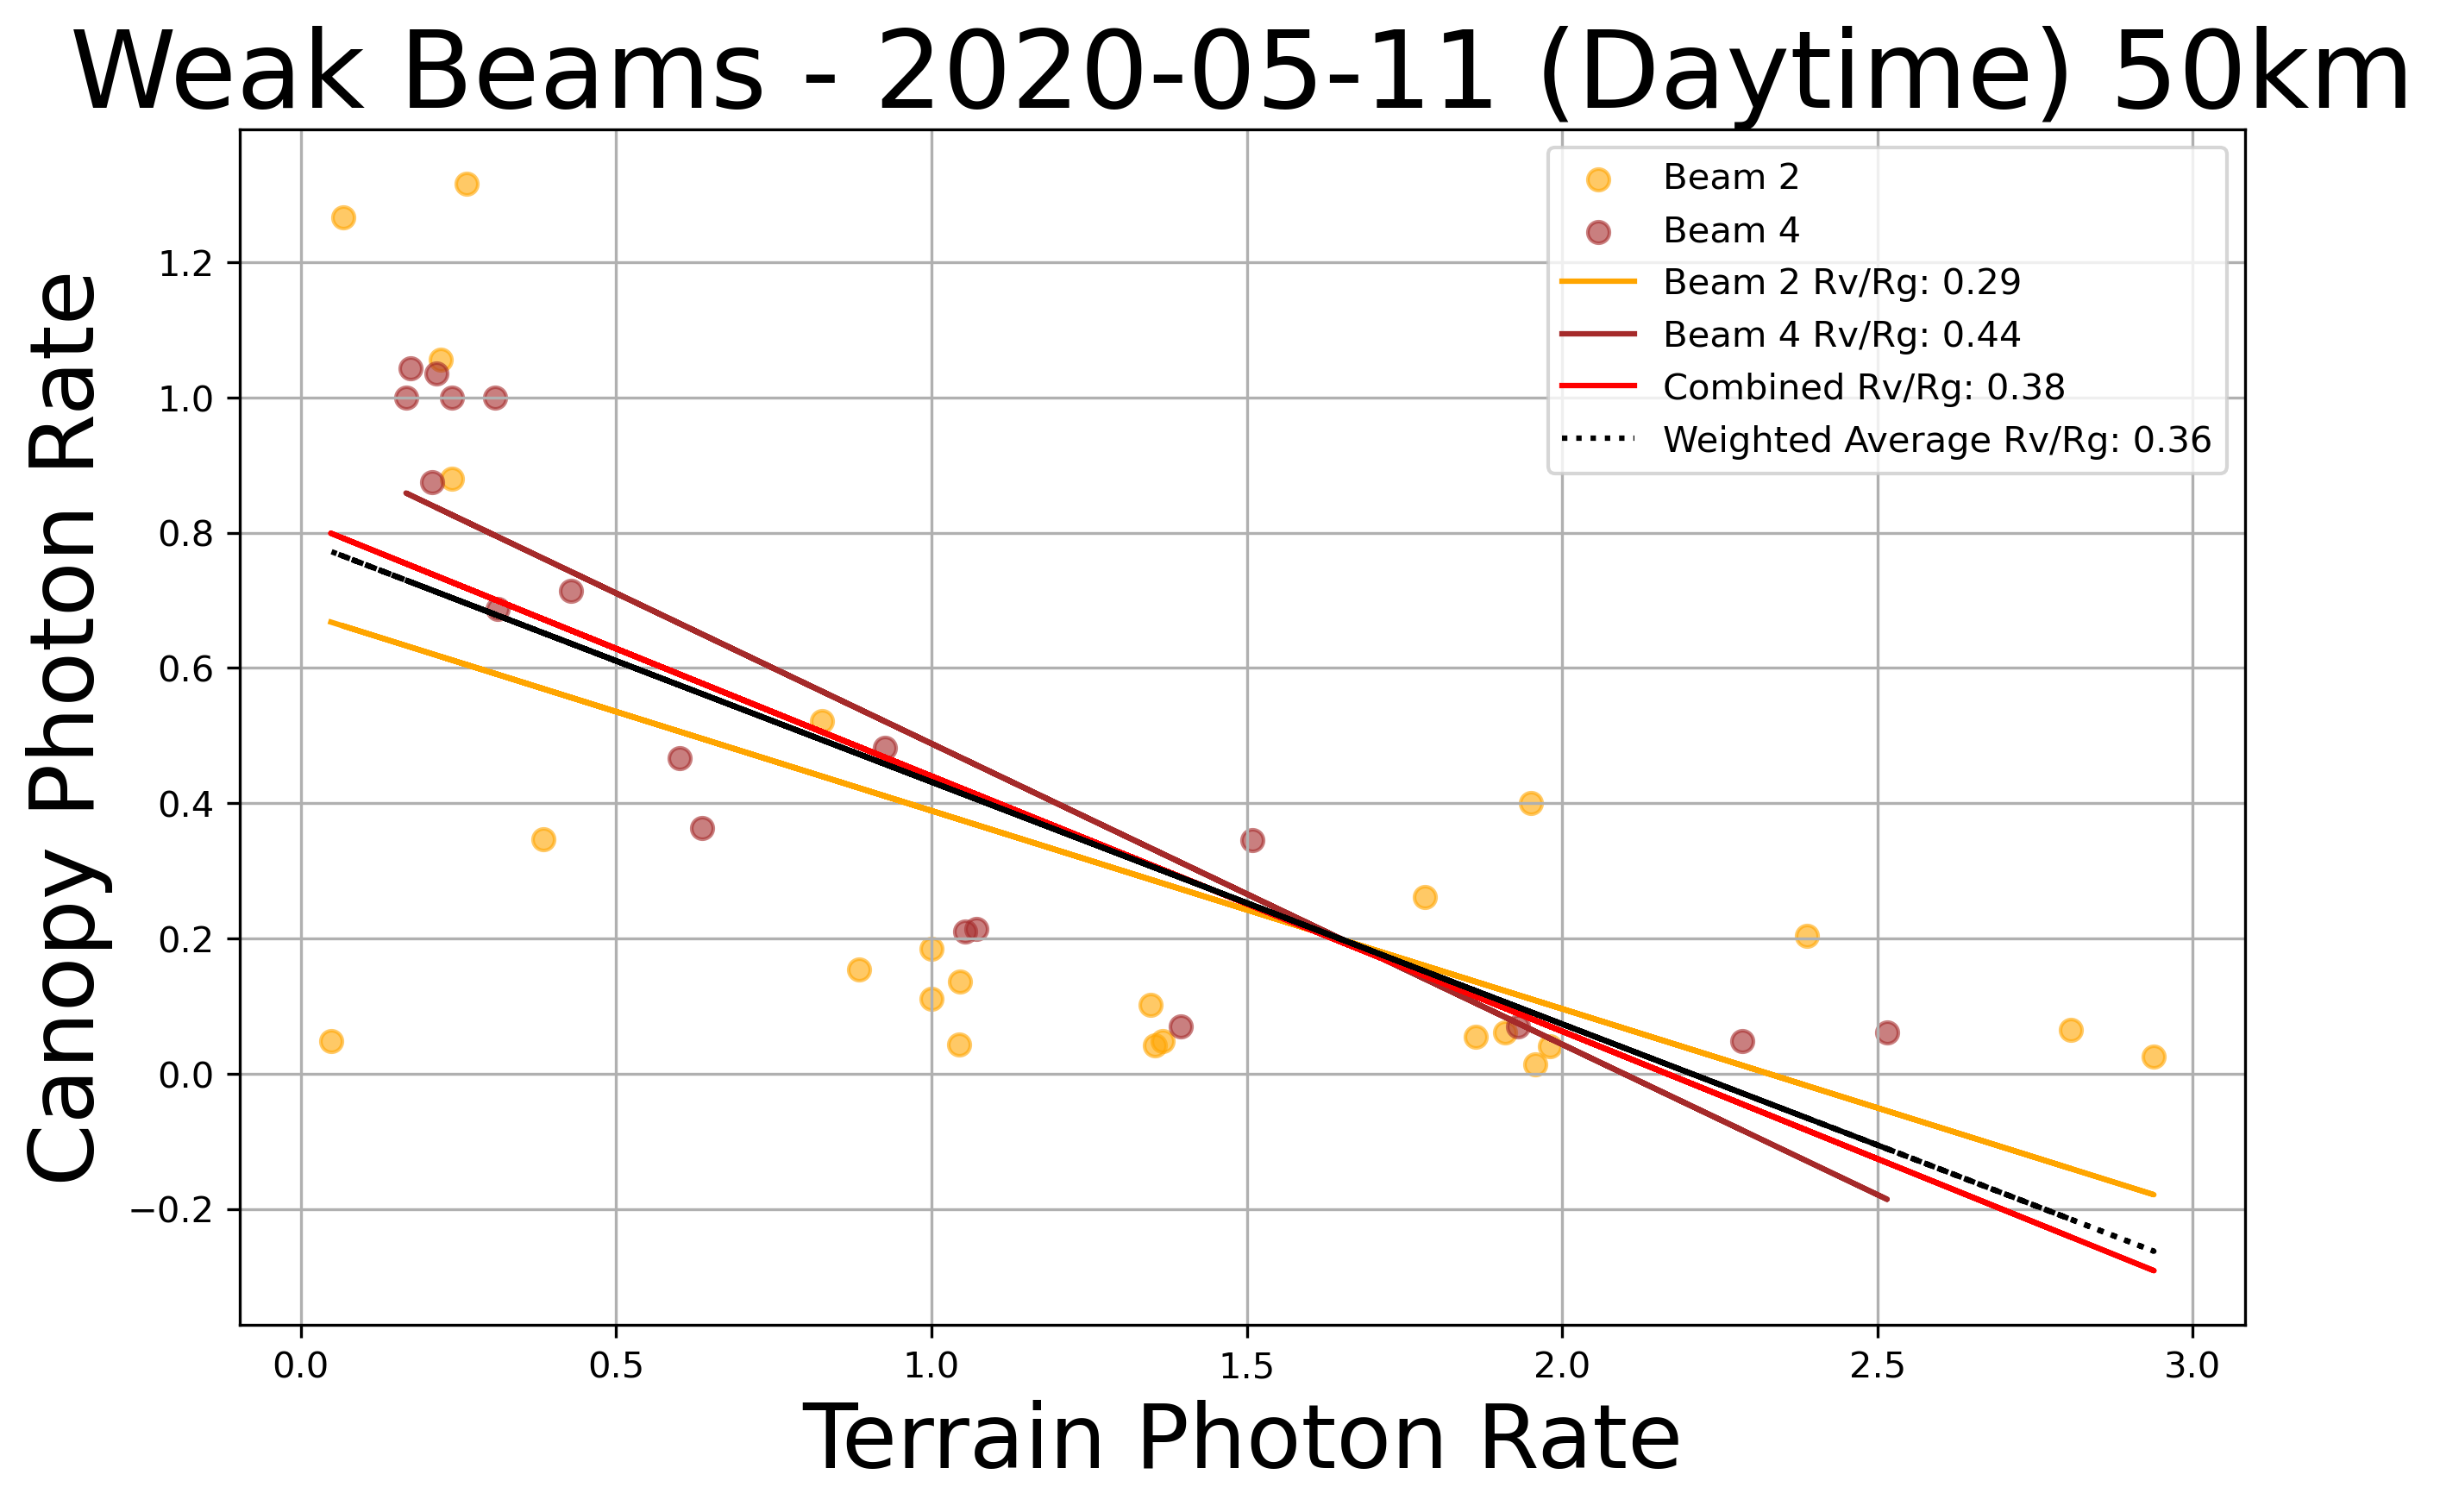 Weak Beams - 2020-05-11 (Daytime) 50km
Beam 2
Beam 4
Beam 2 Rv/Rg: 0.29
Beam 4 Rv/Rg: 0.44
Combined Rv/Rg: 0.38
Weighted Average Rv/Rg: 0.36
Canopy Photon Rate
1.2
1.0
0.8
0.6
0.4
0.2
0.0
−0.2
0.0 0.5 1.0 1.5 2.0 2.5 3.0
Terrain Photon Rate